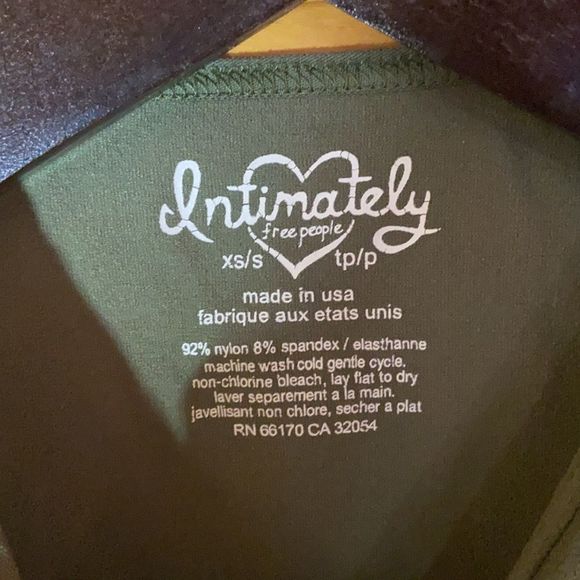 Intimately
free people
xs/s tp/p
made in usa
fabrique aux etats unis
92% nylon 8% spandex / elasthanne
machine wash cold gentle cycle.
non-chlorine bleach, lay flat to dry
laver separement a la main.
javellisant non chlore, secher a plat
RN 66170 CA 32054